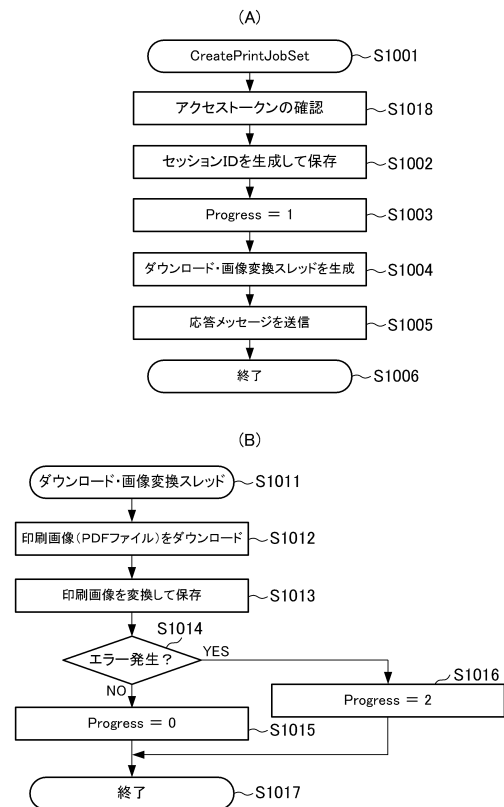 (A)
CreatePrintJobSet
S1001
アクセストークンの確認
S1018
セッションIDを生成して保存
S1002
Progress = 1
S1003
ダウンロード・画像変換スレッドを生成
S1004
応答メッセージを送信
S1005
終了
S1006
(B)
ダウンロード・画像変換スレッド
S1011
印刷画像(PDFファイル)をダウンロード
S1012
印刷画像を変換して保存
S1013
S1014
エラー発生?
YES
NO
S1016
Progress = 2
Progress = 0
S1015
終了
S1017